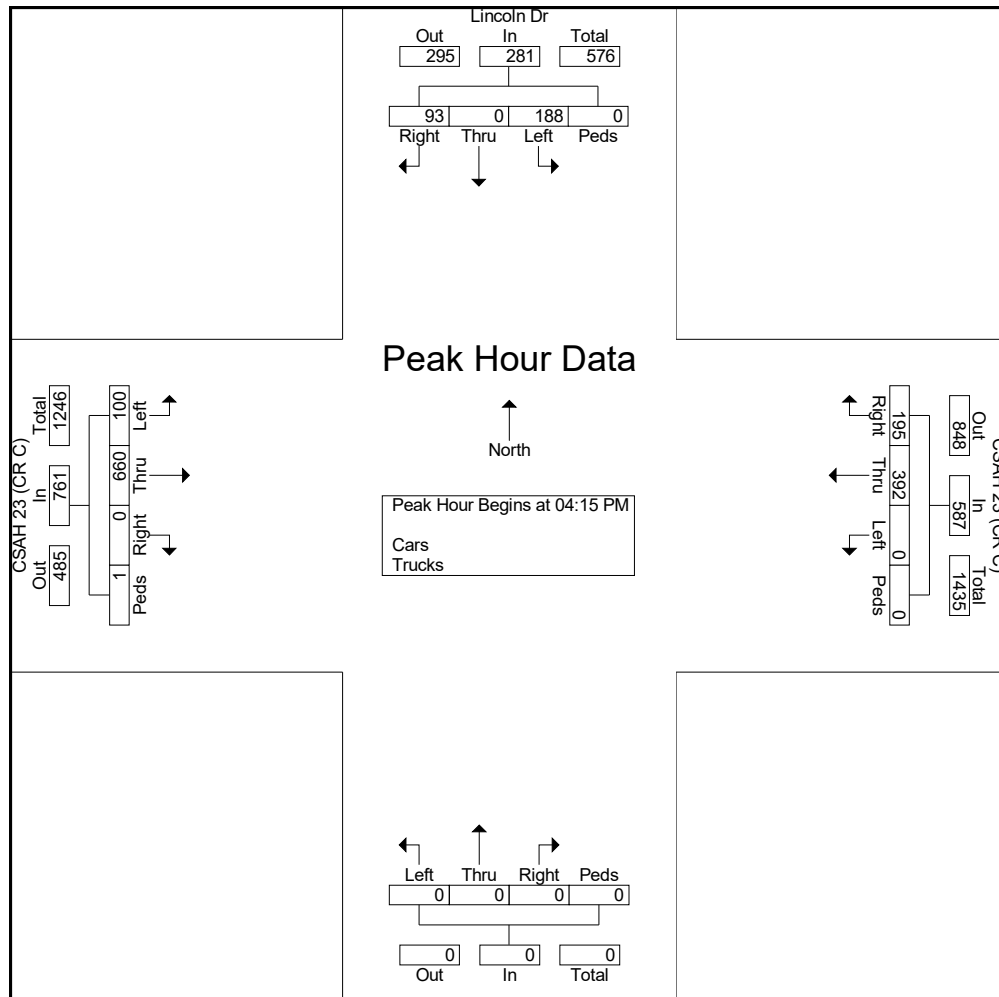 Lincoln Dr
Out In Total
295 281 576
93 0 188 0
Right Thru Left Peds
Peak Hour Data
North
Peak Hour Begins at 04:15 PM
Cars
Trucks
CSAH 23 (CR C)
Total In Out
1246 761 485
100 660 0 1
Left Thru Right Peds
CSAH 23 (CR C)
Out In Total
848 587 1435
195 392 0 0
Right Thru Left Peds
Left Thru Right Peds
0 0 0 0
0 0 0
Out In Total